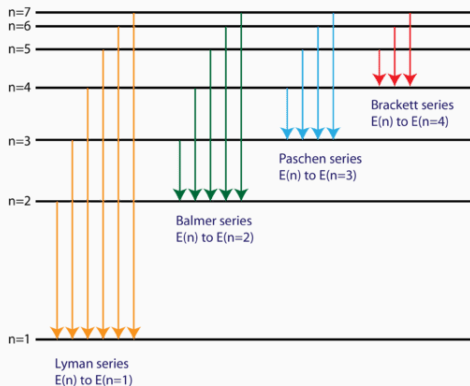 n=7
n=6
n=5
n=4
Brackett series
E(n) to E(n=4)
n=3
Paschen series
E(n) to E(n=3)
n=2
Balmer series
E(n) to E(n=2)
n=1
Lyman series
E(n) to E(n=1)